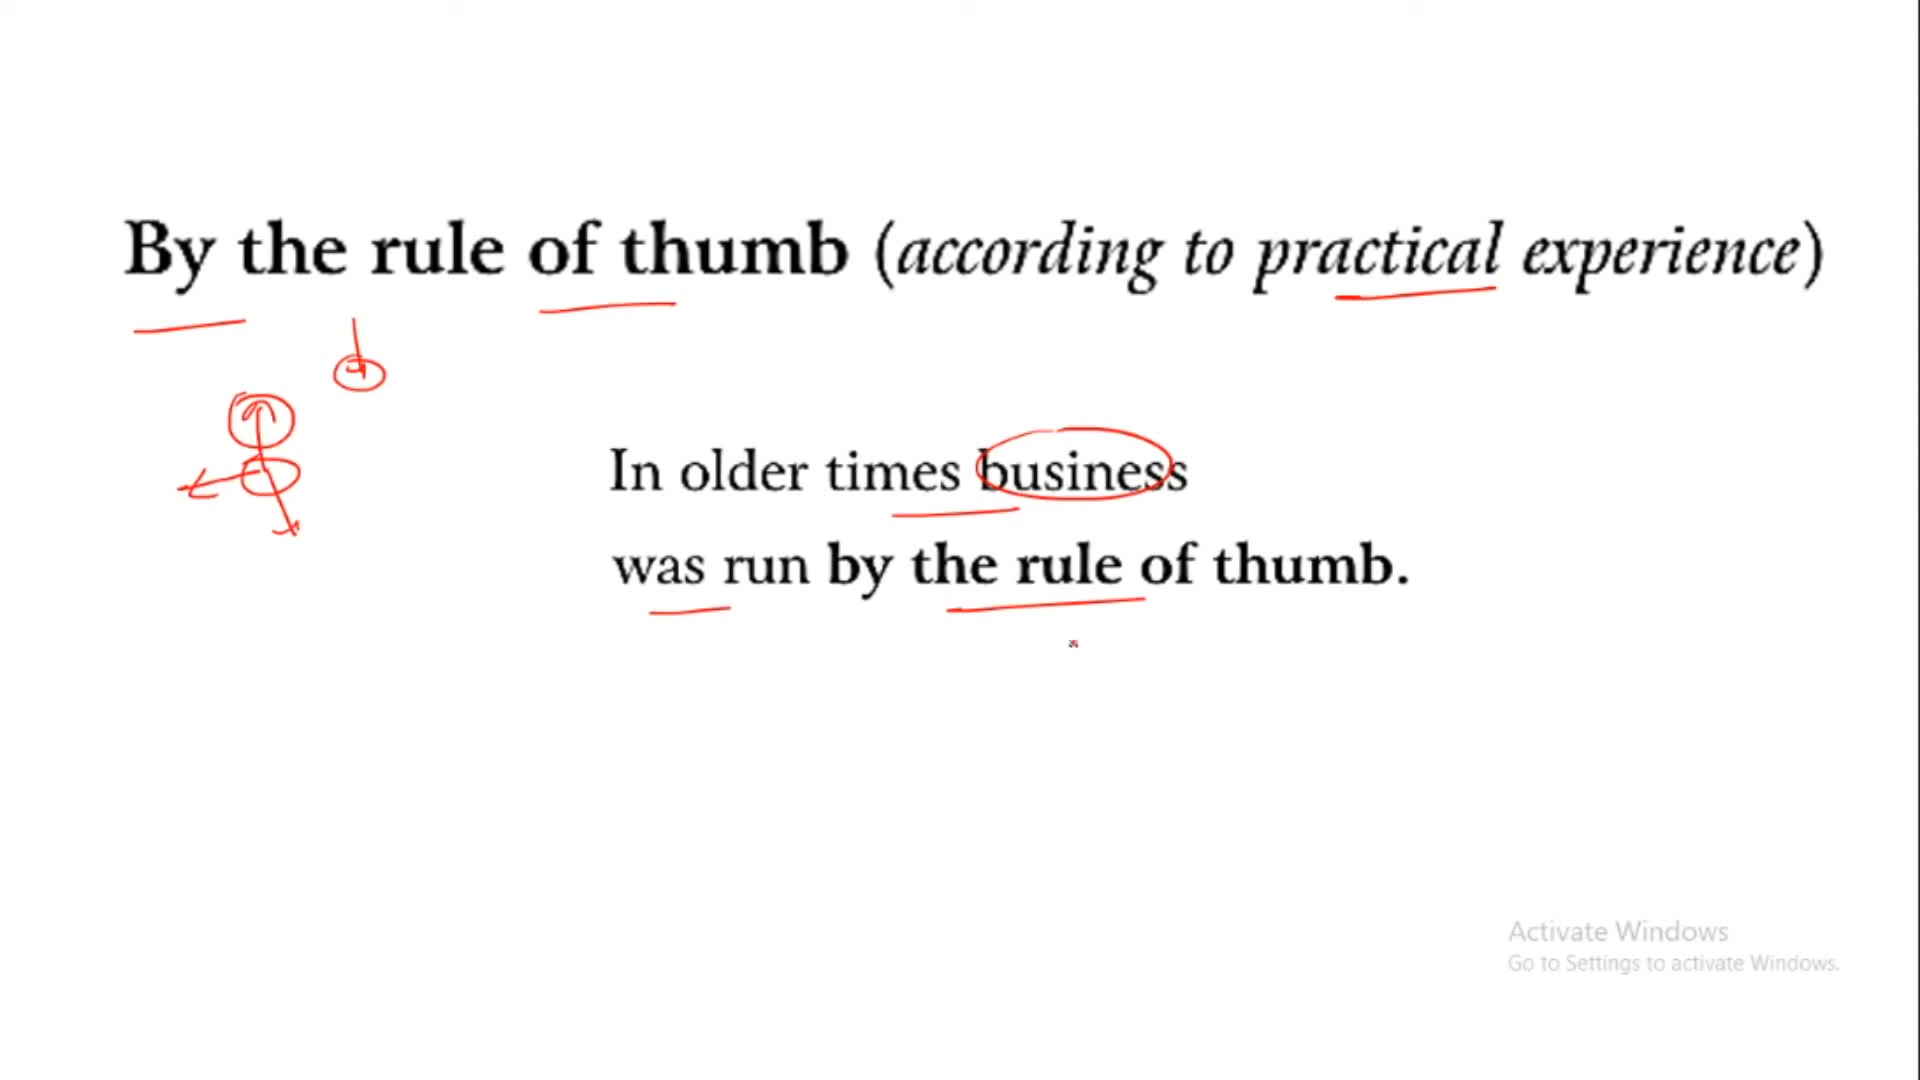 By the rule of thumb (according to practical experience)
In older times business
was run by the rule of thumb.
Activate Windows
Go to Settings to activate Windows.